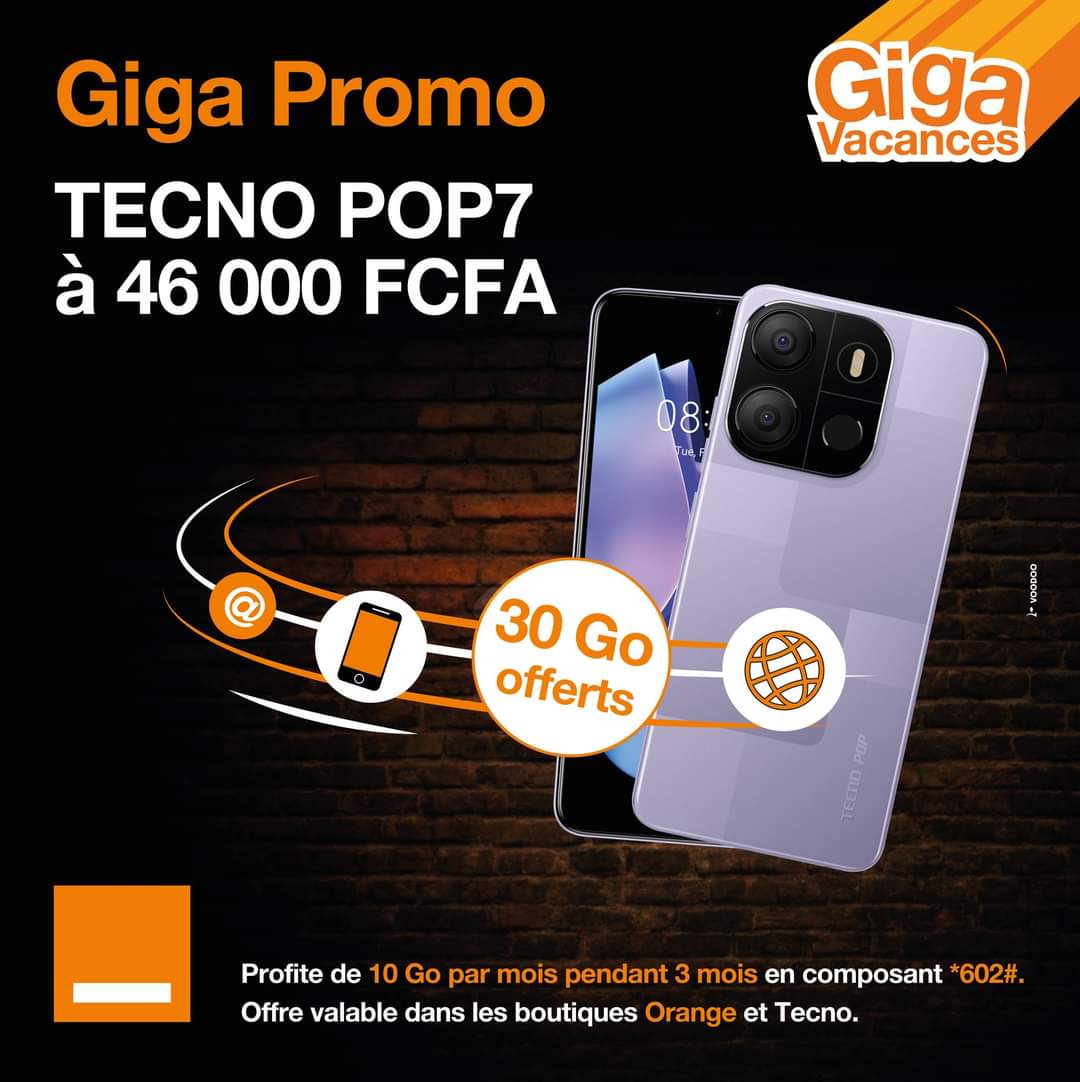 Giga Promo
Giga
Vacances
TECNO POP7
à 46 000 FCFA
08:
Tue, F
@
30 Go
offerts
VOODOO
TECNO POP
Profite de 10 Go par mois pendant 3 mois en composant *602#.
Offre valable dans les boutiques Orange et Tecno.